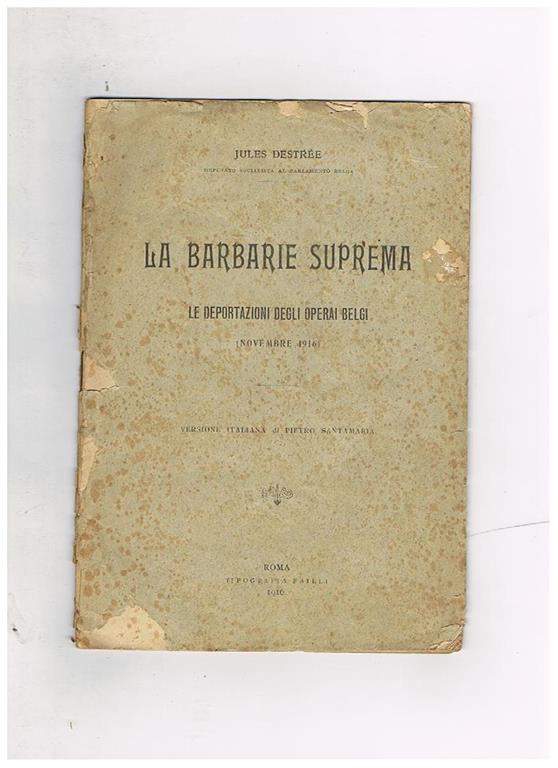 JULES DESTRÉE
DEPUTATO SOCIALISTA AL PARLAMENTO BELGA
LA BARBARIE SUPREMA
LE DEPORTAZIONI DEGLI OPERAI BELGI
(NOVEMBRE 1916)
VERSIONE ITALIANA di PIETRO SANTAMARIA
ROMA
TIPOGRAFIA FAILLI
1916